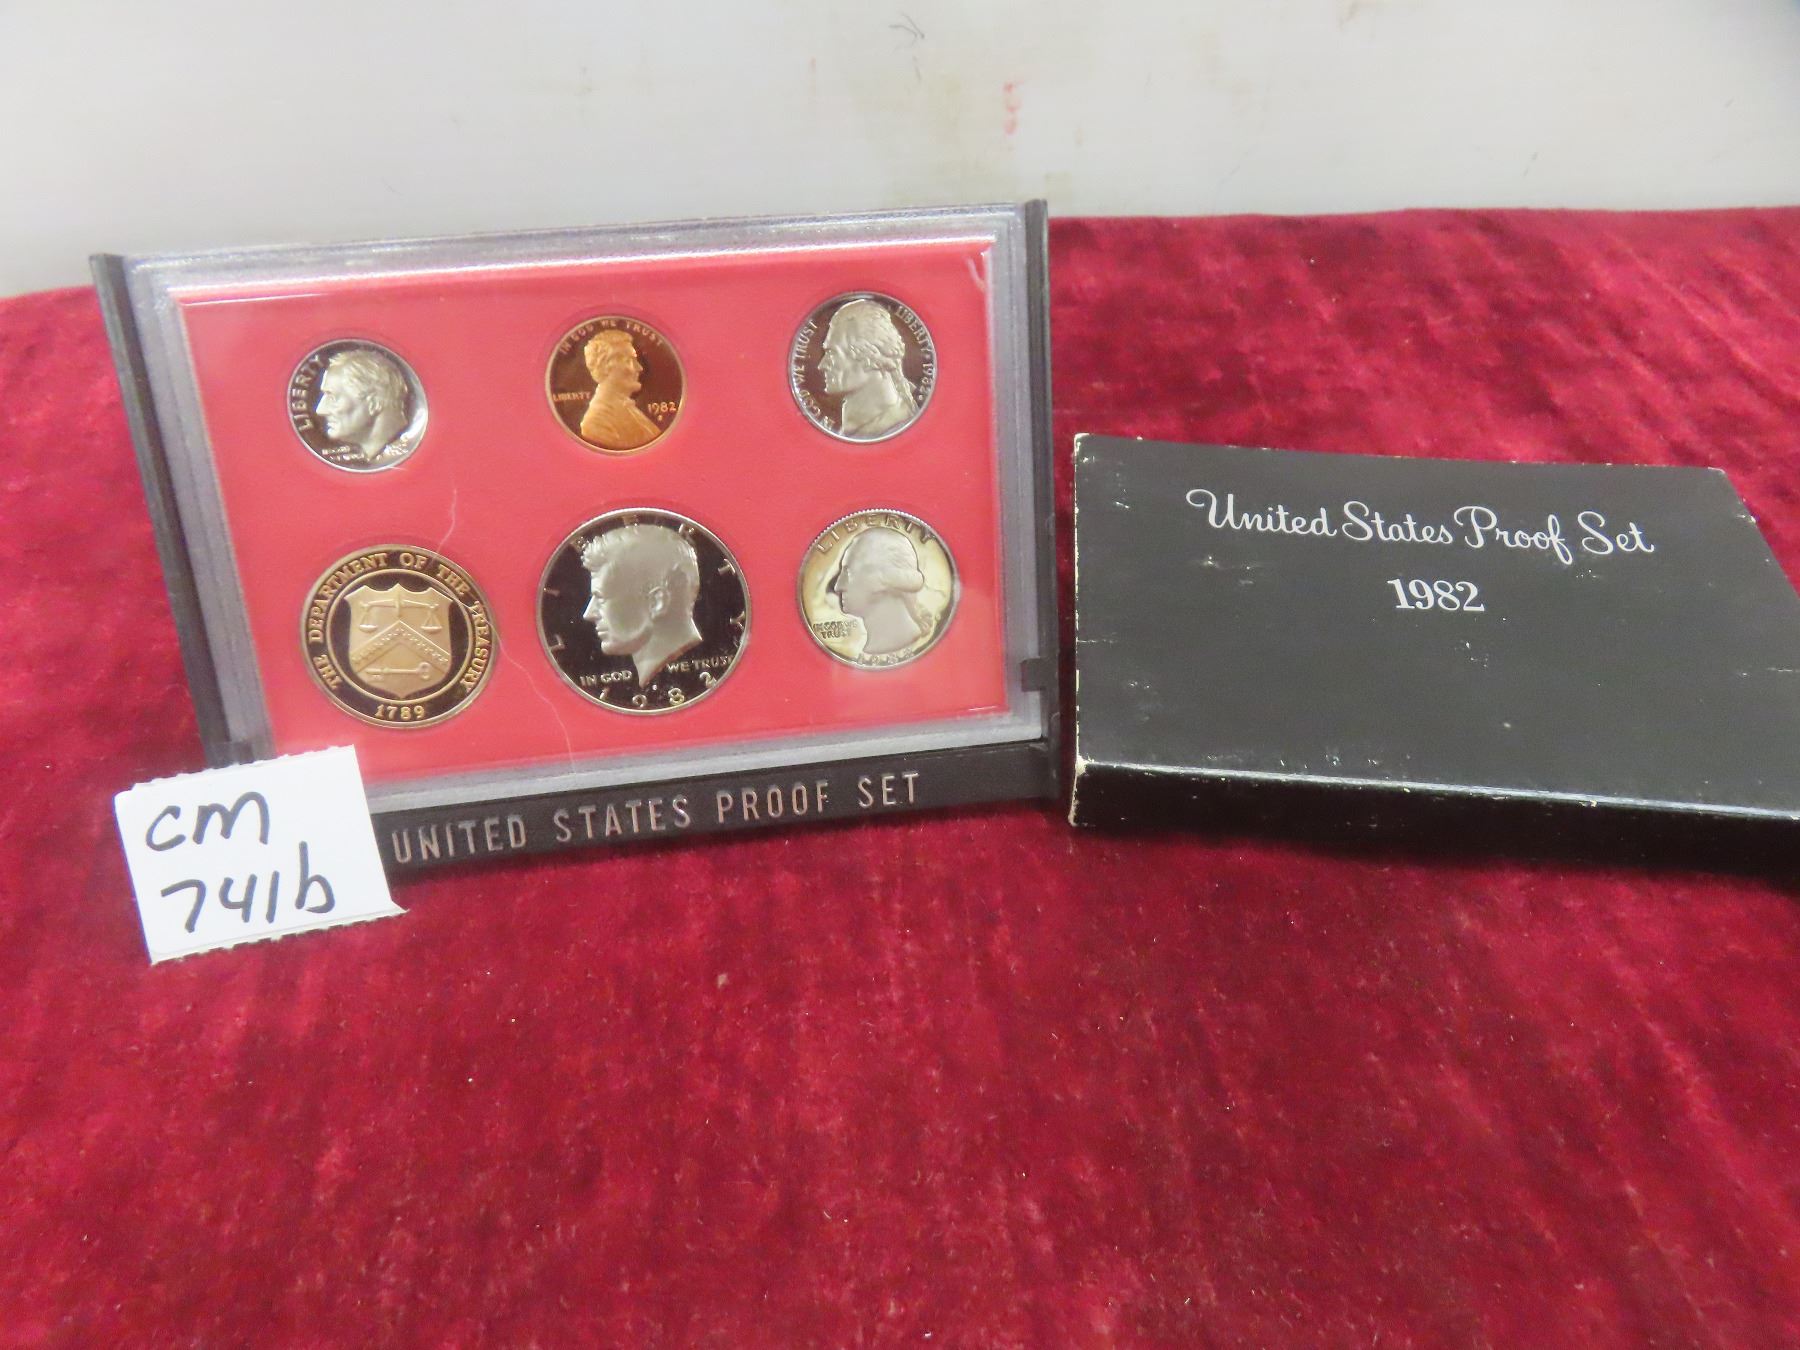 LIBERTY
IN GOD WE TRUST
LIBERTY
1982
S
IN GOD WE TRUST
LIBERTY · 1982
THE DEPARTMENT OF THE TREASURY
1789
LIBERTY
IN GOD WE TRUST
1982
LIBERTY
IN GOD WE
TRUST
1982
UNITED STATES PROOF SET
CM
741b
United States Proof Set
1982